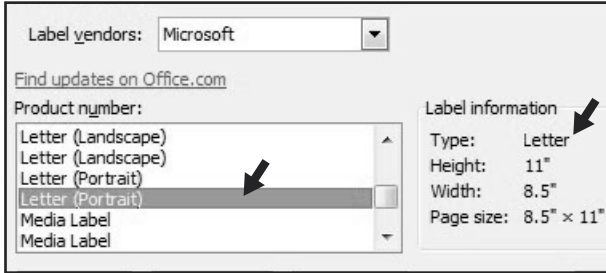 Label vendors: Microsoft
Find updates on Office.com
Product number:
Letter (Landscape)
Letter (Landscape)
Letter (Portrait)
Letter (Portrait)
Media Label
Media Label
Label information
Type: Letter
Height: 11"
Width: 8.5"
Page size: 8.5" × 11"